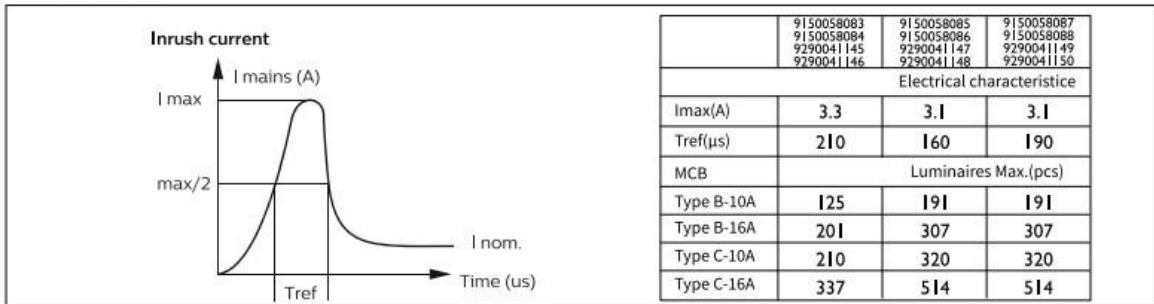 Inrush current
I mains (A)
I max
max/2
I nom.
Time (us)
Tref
9150058083 9150058085 9150058087
9150058084 9150058086 9150058088
9290041145 9290041147 9290041149
9290041146 9290041148 9290041150
Electrical characteristice
Imax(A) 3.3 3.1 3.1
Tref(µs) 210 160 190
MCB Luminaires Max.(pcs)
Type B-10A 125 191 191
Type B-16A 201 307 307
Type C-10A 210 320 320
Type C-16A 337 514 514